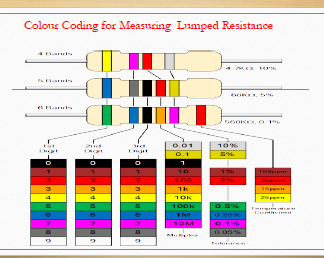 Colour Coding for Measuring Lumped Resistance
4 Bands
4.7KΩ, 10%
5 Bands
68KΩ, 5%
6 Bands
560KΩ, 0.1%
1st Digit
2nd Digit
3rd Digit
0.01 10%
0.1 5%
0 0 0 1
1 1 1 10 1% 100ppm
2 2 2 100
3 3 3 1k 15ppm
4 4 4 10k 25ppm
5 5 5 100k 0.5%
6 6 6 1M 0.25%
7 7 7 10M 0.1%
8 8 8 0.05%
9 9 9
Multiplier
Tolerance
Temperature Coefficient